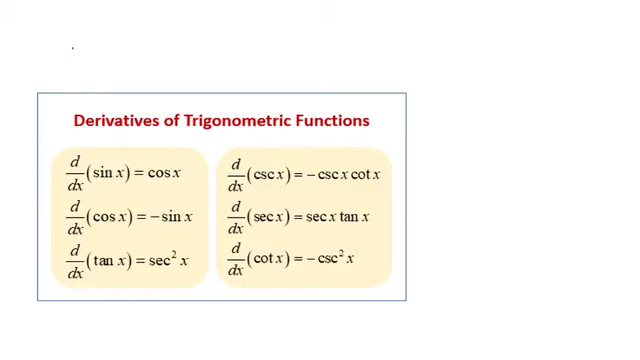 Derivatives of Trigonometric Functions
d/dx (sin x) = cos x
d/dx (cos x) = −sin x
d/dx (tan x) = sec² x
d/dx (csc x) = −csc x cot x
d/dx (sec x) = sec x tan x
d/dx (cot x) = −csc² x